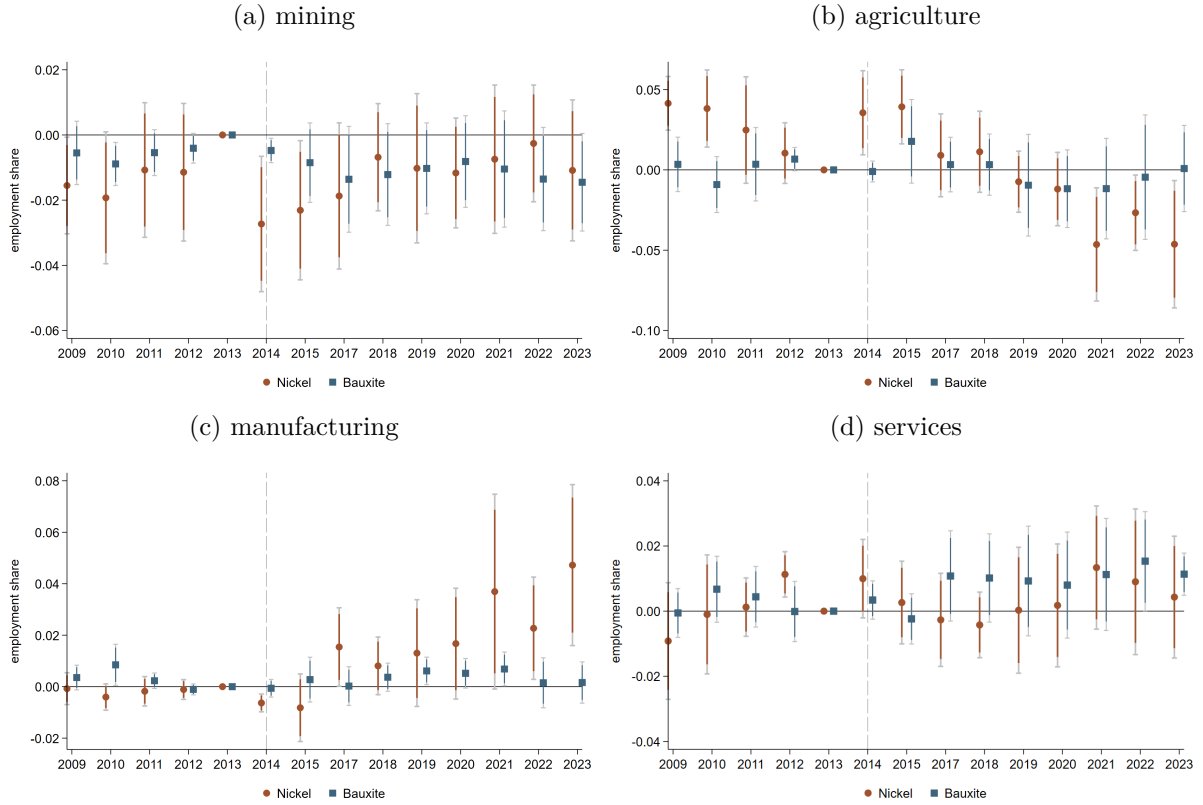 (a) mining
employment share
0.02
0.00
-0.02
-0.04
-0.06
2009 2010 2011 2012 2013 2014 2015 2017 2018 2019 2020 2021 2022 2023
Nickel Bauxite
(b) agriculture
employment share
0.05
0.00
-0.05
-0.10
2009 2010 2011 2012 2013 2014 2015 2017 2018 2019 2020 2021 2022 2023
Nickel Bauxite
(c) manufacturing
employment share
0.08
0.06
0.04
0.02
0.00
-0.02
2009 2010 2011 2012 2013 2014 2015 2017 2018 2019 2020 2021 2022 2023
Nickel Bauxite
(d) services
employment share
0.04
0.02
0.00
-0.02
-0.04
2009 2010 2011 2012 2013 2014 2015 2017 2018 2019 2020 2021 2022 2023
Nickel Bauxite